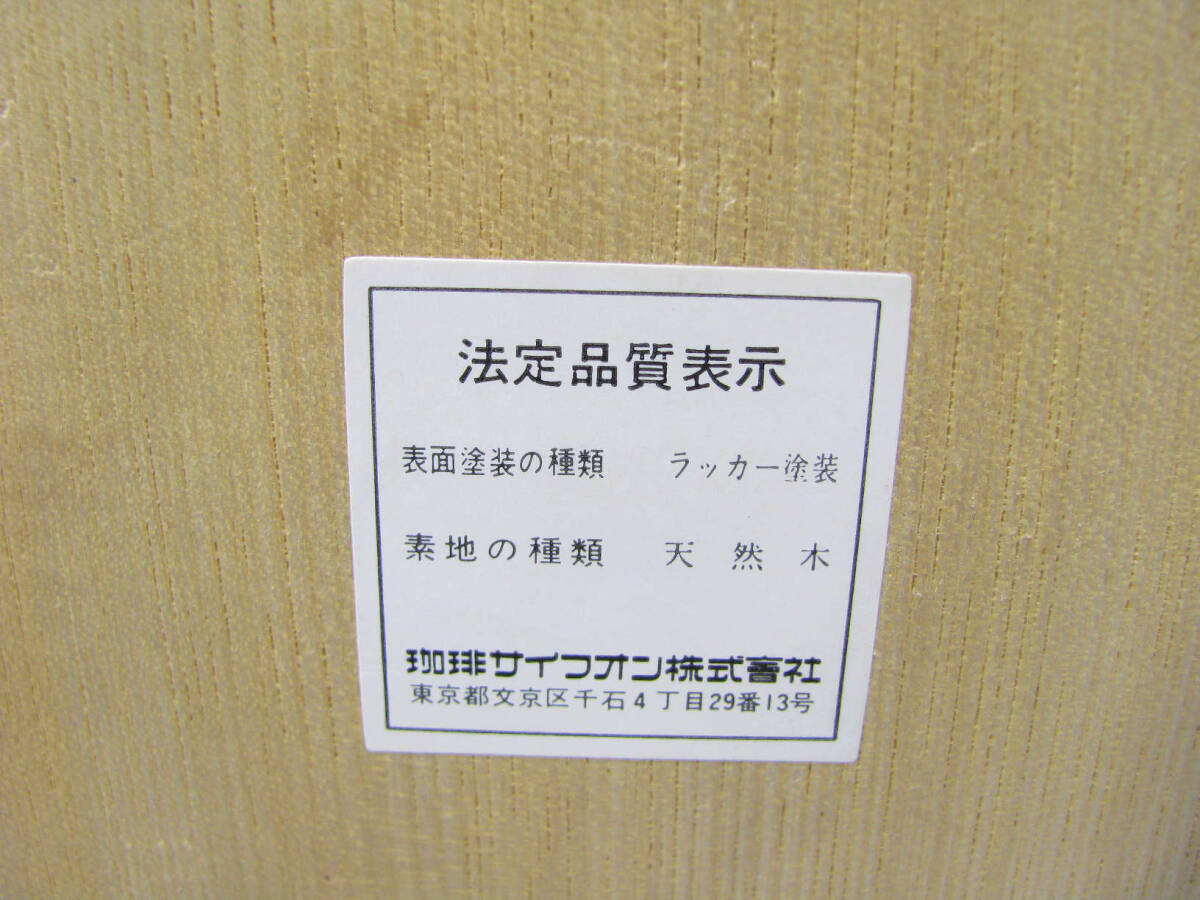 法定品質表示
表面塗装の種類 ラッカー塗装
素地の種類 天然木
珈琲サイフオン株式會社
東京都文京区千石4丁目29番13号